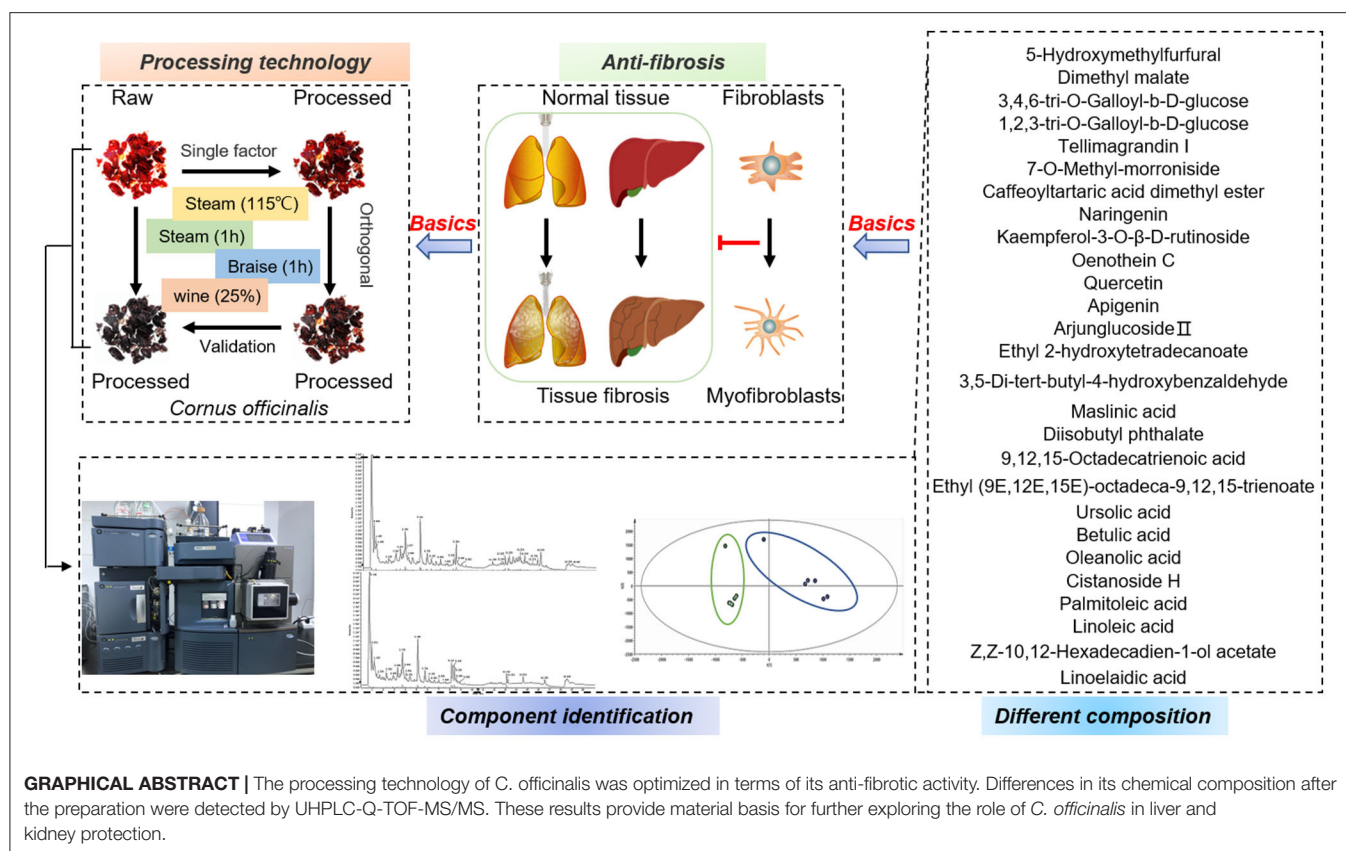 Processing technology
Raw
Processed
Single factor
Steam (115℃)
Steam (1h)
Braise (1h)
wine (25%)
Orthogonal
Validation
Processed
Processed
Cornus officinalis
Basics
Anti-fibrosis
Normal tissue
Fibroblasts
Tissue fibrosis
Myofibroblasts
Basics
5-Hydroxymethylfurfural
Dimethyl malate
3,4,6-tri-O-Galloyl-b-D-glucose
1,2,3-tri-O-Galloyl-b-D-glucose
Tellimagrandin I
7-O-Methyl-morroniside
Caffeoyltartaric acid dimethyl ester
Naringenin
Kaempferol-3-O-β-D-rutinoside
Oenothein C
Quercetin
Apigenin
Arjunglucoside Ⅱ
Ethyl 2-hydroxytetradecanoate
3,5-Di-tert-butyl-4-hydroxybenzaldehyde
Maslinic acid
Diisobutyl phthalate
9,12,15-Octadecatrienoic acid
Ethyl (9E,12E,15E)-octadeca-9,12,15-trienoate
Ursolic acid
Betulic acid
Oleanolic acid
Cistanoside H
Palmitoleic acid
Linoleic acid
Z,Z-10,12-Hexadecadien-1-ol acetate
Linoelaidic acid
Component identification
Different composition
GRAPHICAL ABSTRACT | The processing technology of C. officinalis was optimized in terms of its anti-fibrotic activity. Differences in its chemical composition after
the preparation were detected by UHPLC-Q-TOF-MS/MS. These results provide material basis for further exploring the role of C. officinalis in liver and
kidney protection.